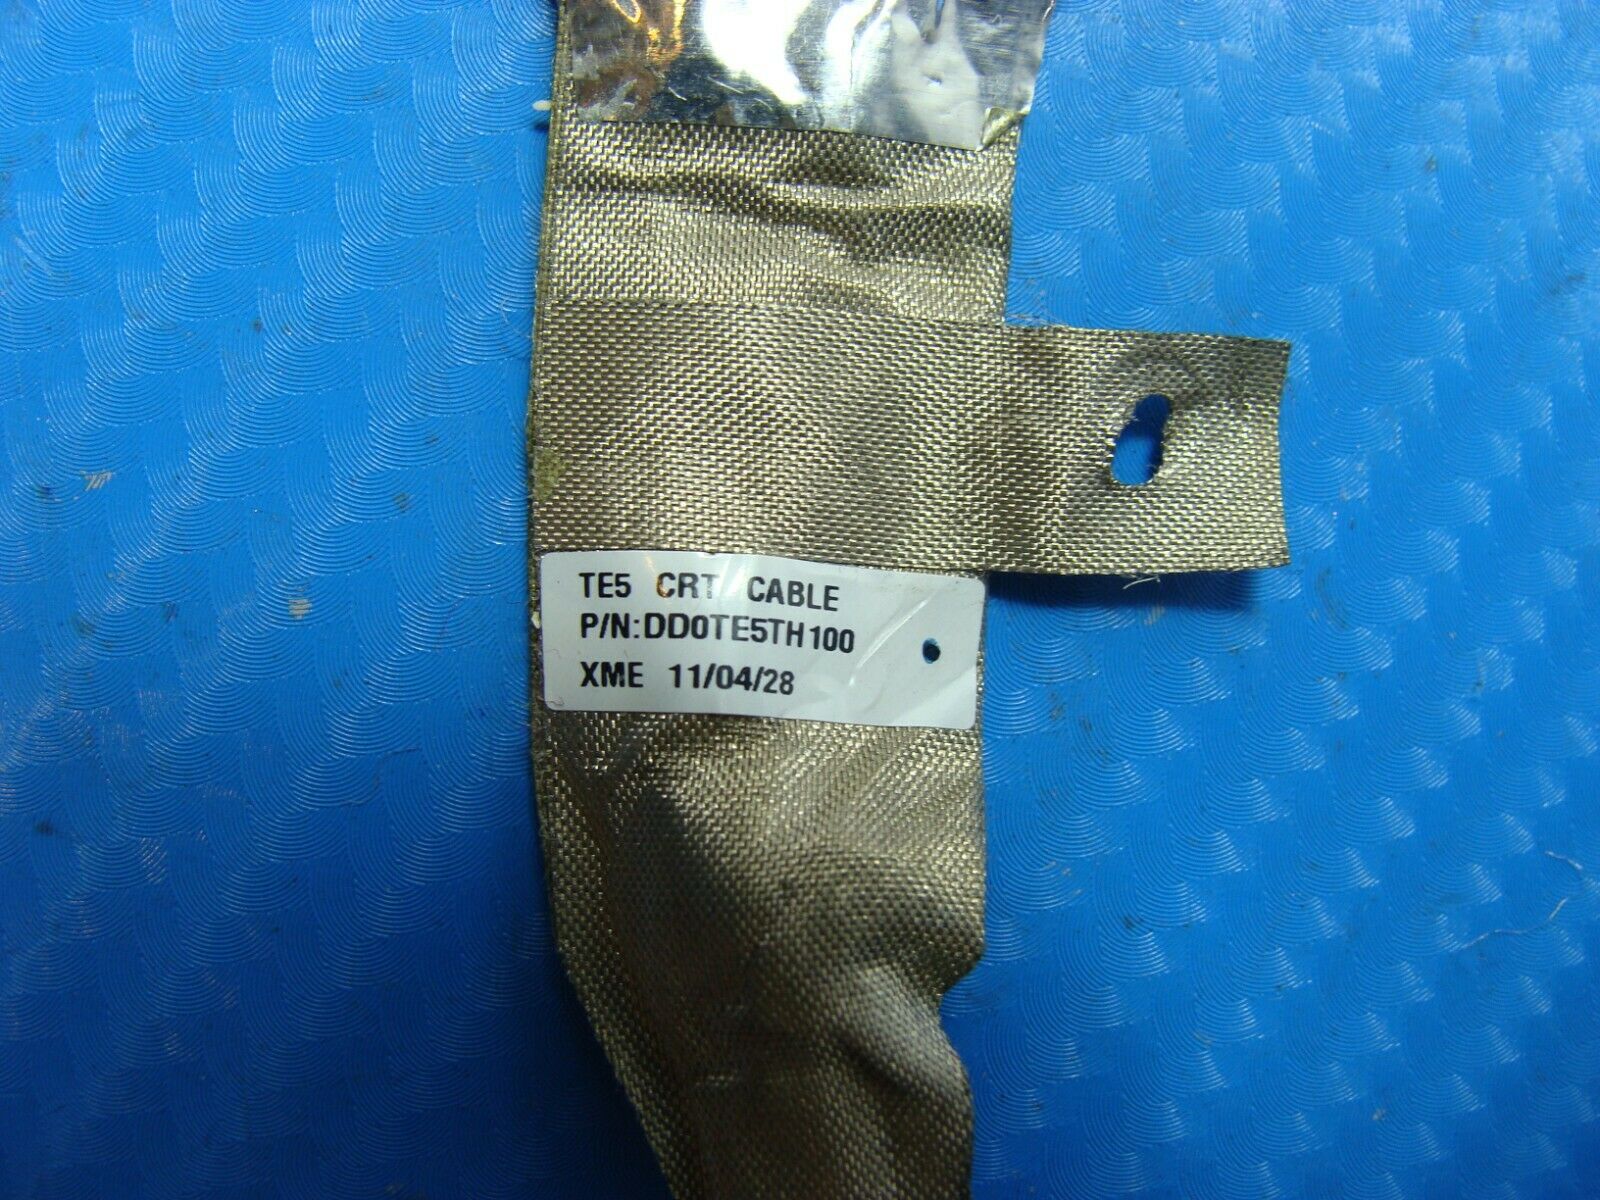 TE5 CRT CABLE
P/N:DD0TE5TH100
XME 11/04/28